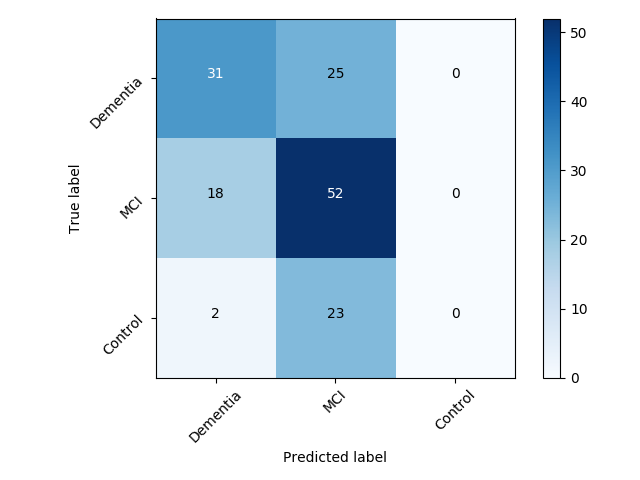 Dementia
MCI
Control
True label
31 25 0
18 52 0
2 23 0
Dementia MCI Control
Predicted label
50
40
30
20
10
0